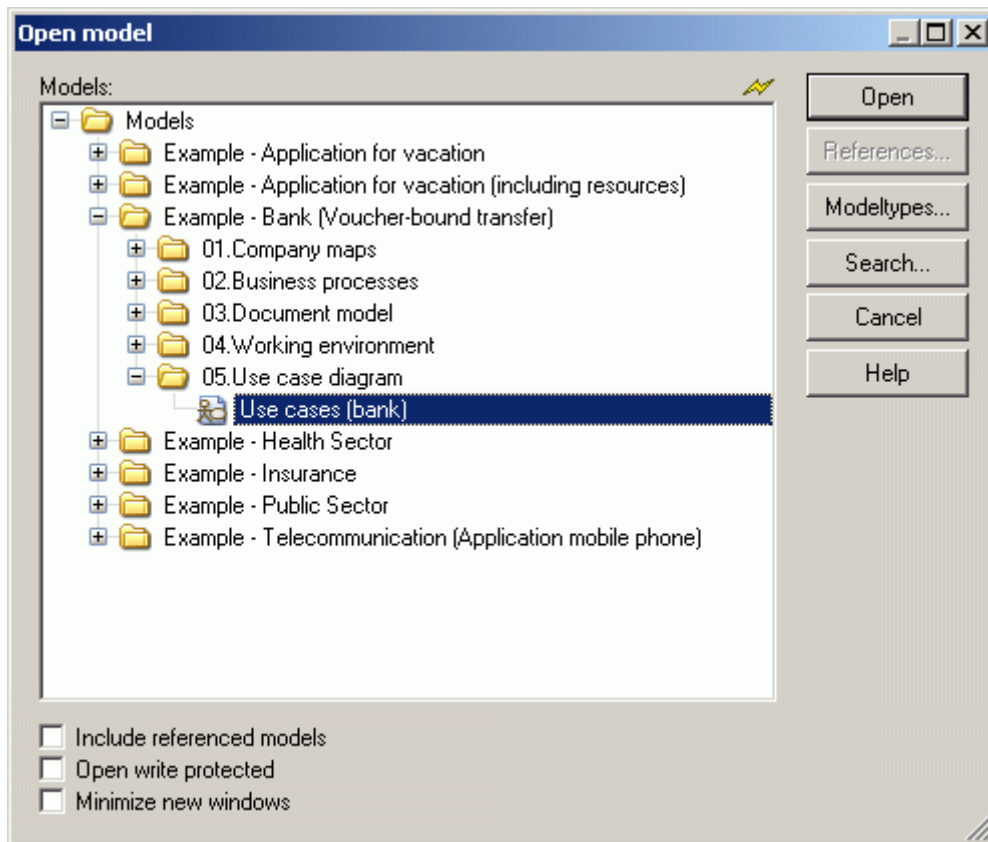 Open model
Models:
Models
Example - Application for vacation
Example - Application for vacation (including resources)
Example - Bank (Voucher-bound transfer)
01.Company maps
02.Business processes
03.Document model
04.Working environment
05.Use case diagram
Use cases (bank)
Example - Health Sector
Example - Insurance
Example - Public Sector
Example - Telecommunication (Application mobile phone)
Open
References...
Modeltypes...
Search...
Cancel
Help
Include referenced models
Open write protected
Minimize new windows